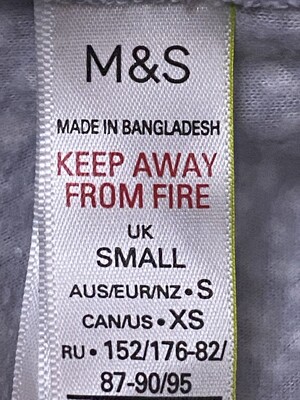 M&S
MADE IN BANGLADESH
KEEP AWAY
FROM FIRE
UK
SMALL
AUS/EUR/NZ • S
CAN/US • XS
RU • 152/176-82/
87-90/95